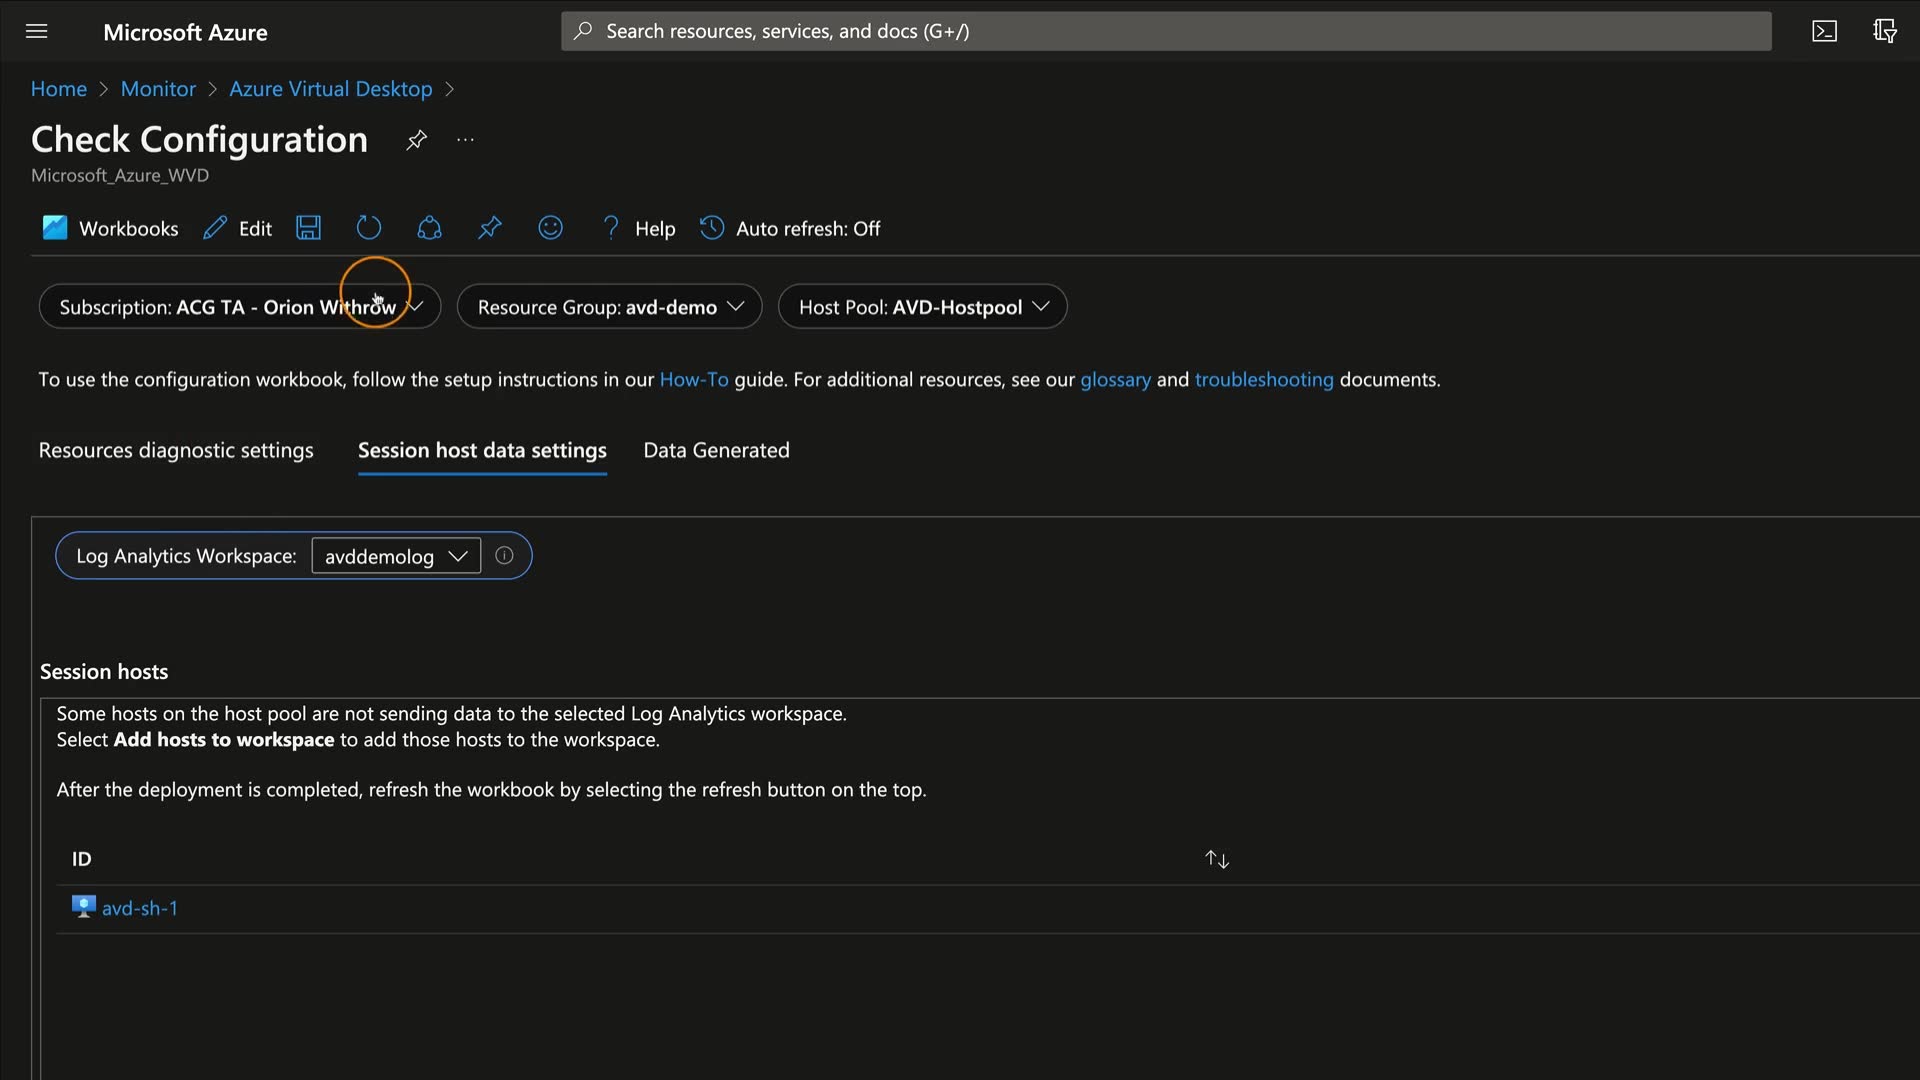 Microsoft Azure
Search resources, services, and docs (G+/)
Home > Monitor > Azure Virtual Desktop >
Check Configuration ...
Microsoft_Azure_WVD
Workbooks Edit ? Help Auto refresh: Off
Subscription: ACG TA - Orion Withrow Resource Group: avd-demo Host Pool: AVD-Hostpool
To use the configuration workbook, follow the setup instructions in our How-To guide. For additional resources, see our glossary and troubleshooting documents.
Resources diagnostic settings Session host data settings Data Generated
Log Analytics Workspace: avddemolog
Session hosts
Some hosts on the host pool are not sending data to the selected Log Analytics workspace.
Select Add hosts to workspace to add those hosts to the workspace.
After the deployment is completed, refresh the workbook by selecting the refresh button on the top.
ID
avd-sh-1